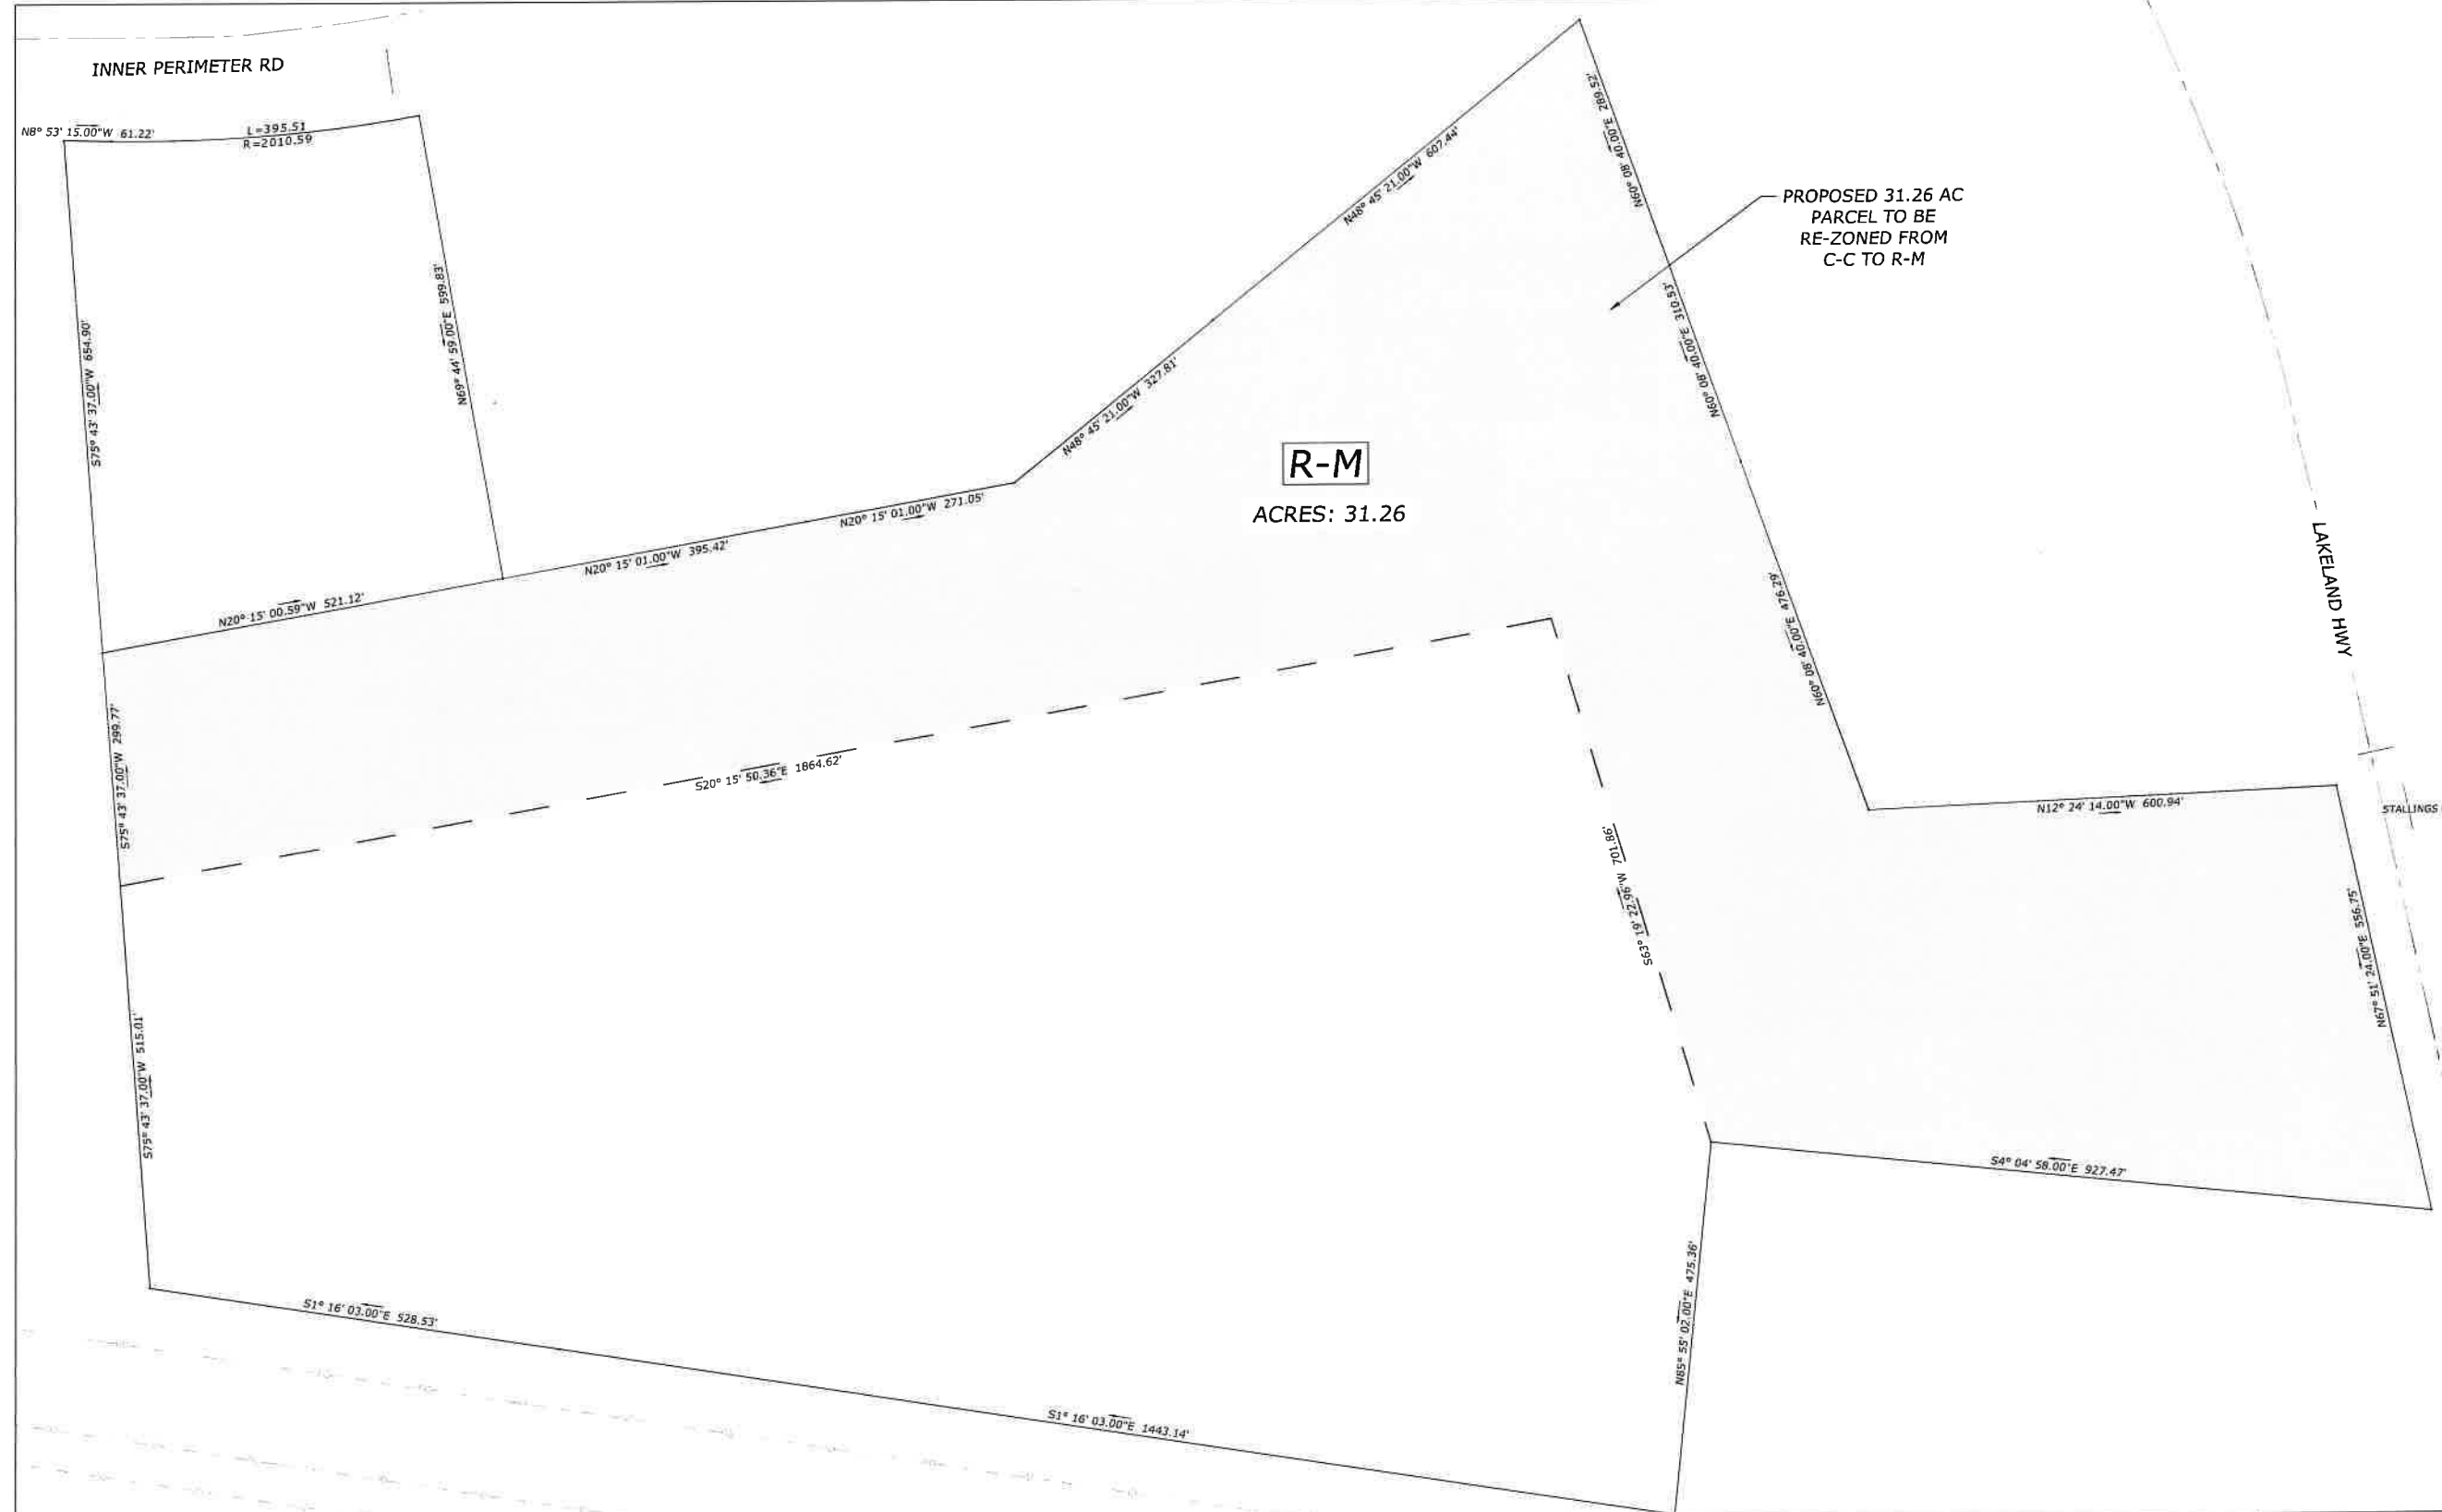 INNER PERIMETER RD
N8° 53' 15.00"W 61.22'
L=395.51
R=2010.59
S75° 43' 37.00"W 654.90'
N69° 44' 59.00"E 599.83'
N20° 15' 00.59"W 521.12'
N20° 15' 01.00"W 395.42'
N20° 15' 01.00"W 271.05'
N48° 45' 21.00"W 327.81'
N48° 45' 21.00"W 607.44'
N60° 08' 40.00"E 289.52'
N60° 08' 40.00"E 310.53'
N60° 08' 40.00"E 476.29'
PROPOSED 31.26 AC
PARCEL TO BE
RE-ZONED FROM
C-C TO R-M
R-M
ACRES: 31.26
LAKELAND HWY
STALLINGS
N12° 24' 14.00"W 600.94'
N67° 51' 24.00"E 556.75'
S4° 04' 58.00"E 927.47'
S63° 19' 22.96"W 701.86'
S20° 15' 50.36"E 1864.62'
S75° 43' 37.00"W 299.77'
S75° 43' 37.00"W 515.01'
S1° 16' 03.00"E 528.53'
S1° 16' 03.00"E 1443.14'
N85° 55' 02.00"E 475.36'